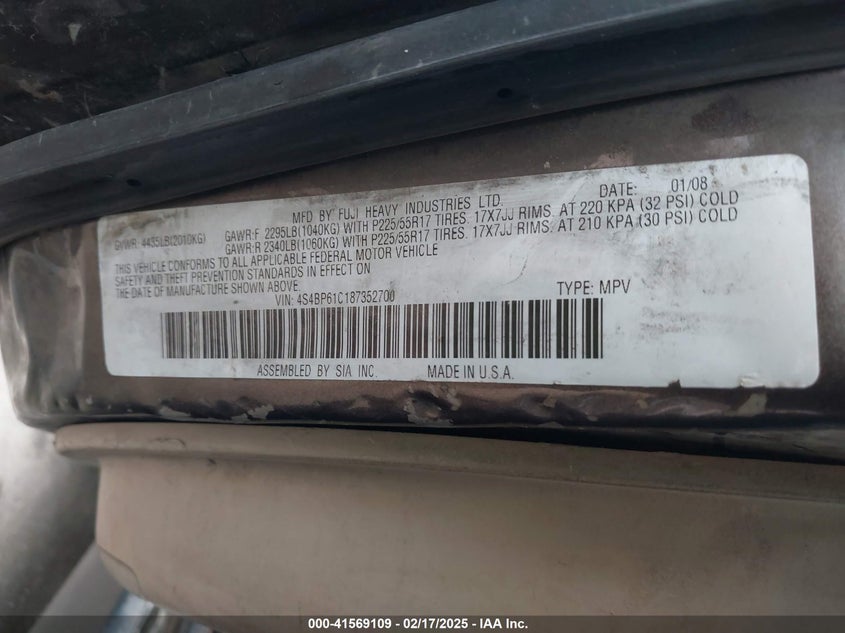 MFD. BY FUJI HEAVY INDUSTRIES LTD. DATE: 01/08
GVWR: 4435LB(2010KG) GAWR:F 2295LB(1040KG) WITH P225/55R17 TIRES. 17X7JJ RIMS. AT 220 KPA (32 PSI) COLD
GAWR:R 2340LB(1060KG) WITH P225/55R17 TIRES. 17X7JJ RIMS. AT 210 KPA (30 PSI) COLD
THIS VEHICLE CONFORMS TO ALL APPLICABLE FEDERAL MOTOR VEHICLE
SAFETY AND THEFT PREVENTION STANDARDS IN EFFECT ON
THE DATE OF MANUFACTURE SHOWN ABOVE.
VIN: 4S4BP61C187352700 TYPE: MPV
ASSEMBLED BY SIA INC. MADE IN U.S.A.
000-41569109 - 02/17/2025 - IAA Inc.